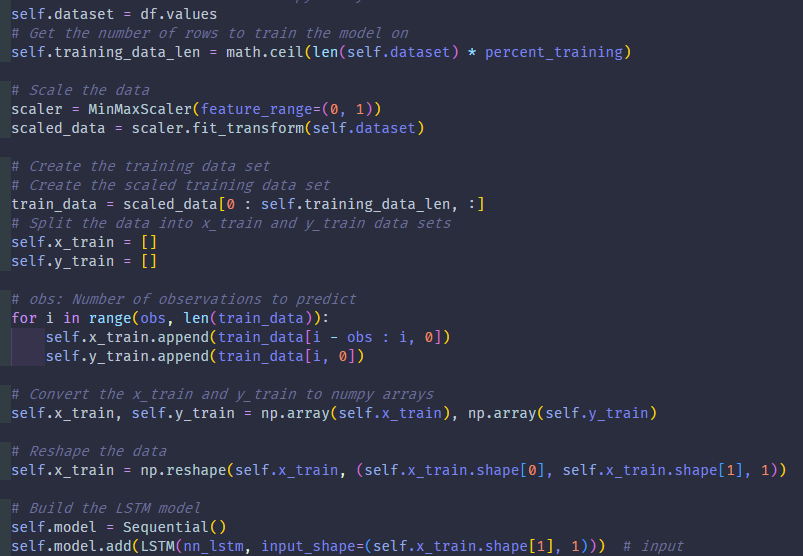 self.dataset = df.values
# Get the number of rows to train the model on
self.training_data_len = math.ceil(len(self.dataset) * percent_training)
# Scale the data
scaler = MinMaxScaler(feature_range=(0, 1))
scaled_data = scaler.fit_transform(self.dataset)
# Create the training data set
# Create the scaled training data set
train_data = scaled_data[0 : self.training_data_len, :]
# Split the data into x_train and y_train data sets
self.x_train = []
self.y_train = []
# obs: Number of observations to predict
for i in range(obs, len(train_data)):
    self.x_train.append(train_data[i - obs : i, 0])
    self.y_train.append(train_data[i, 0])
# Convert the x_train and y_train to numpy arrays
self.x_train, self.y_train = np.array(self.x_train), np.array(self.y_train)
# Reshape the data
self.x_train = np.reshape(self.x_train, (self.x_train.shape[0], self.x_train.shape[1], 1))
# Build the LSTM model
self.model = Sequential()
self.model.add(LSTM(nn_lstm, input_shape=(self.x_train.shape[1], 1)))  # input